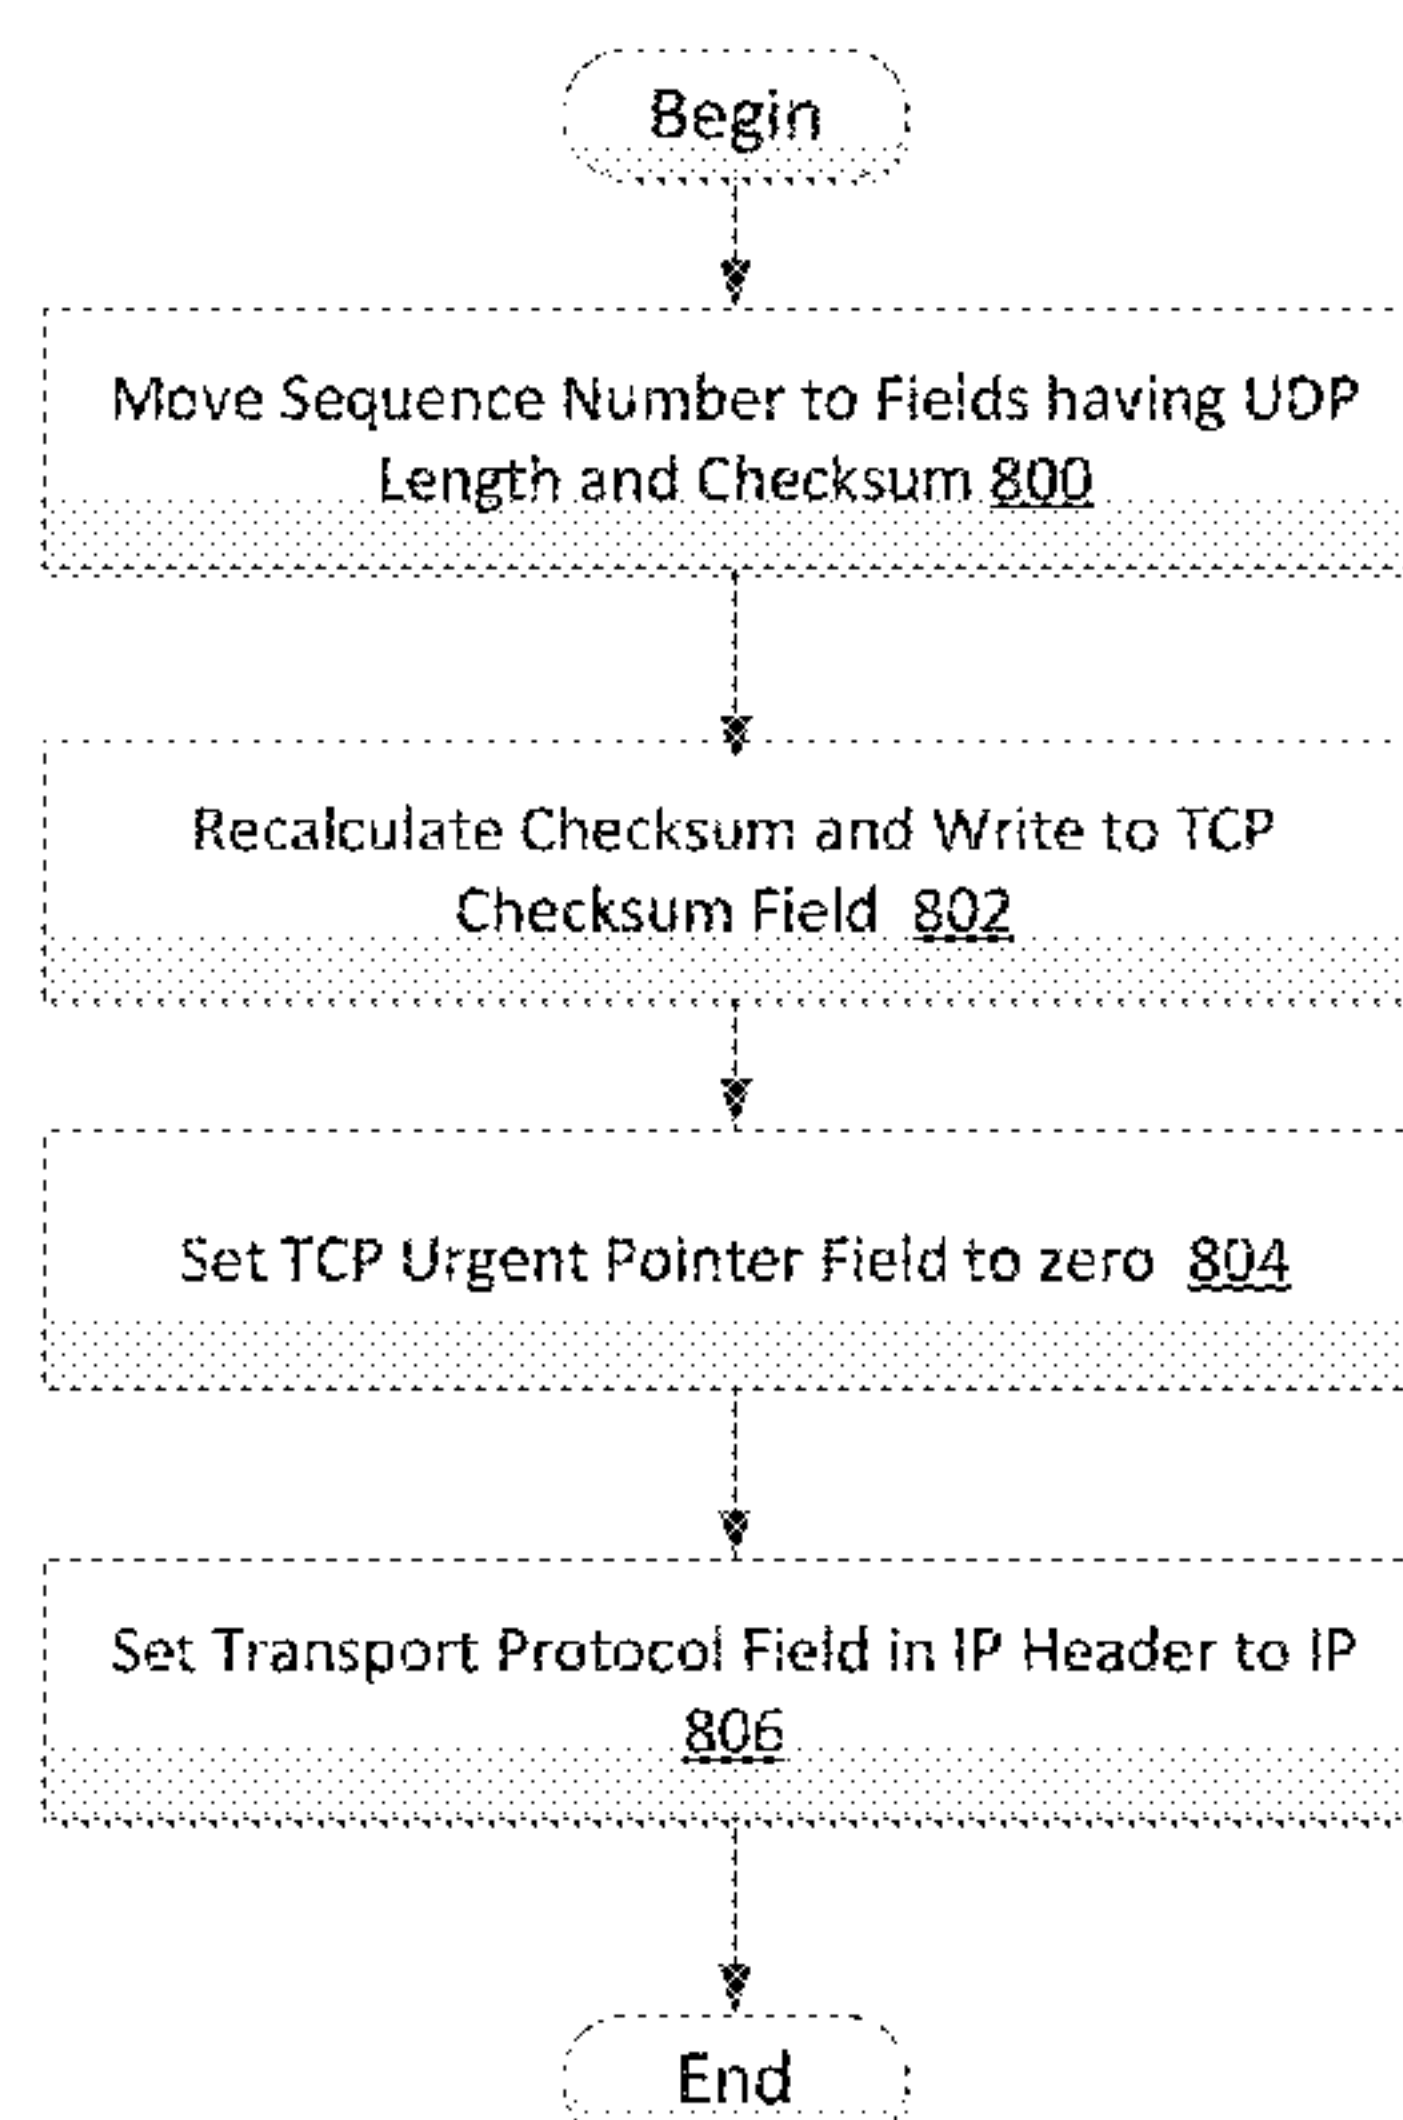 Begin
Move Sequence Number to Fields having UDP
Length and Checksum 800
Recalculate Checksum and Write to TCP
Checksum Field 802
Set TCP Urgent Pointer Field to zero 804
Set Transport Protocol Field in IP Header to IP
806
End